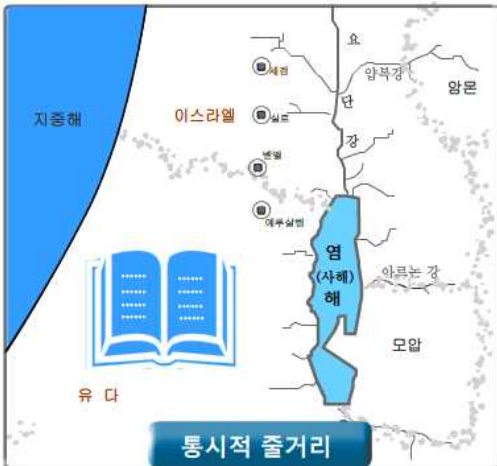 요
단
강
세겜
얍복강
암몬
지중해
이스라엘
실로
벧엘
예루살렘
염
(사해)
해
아르논 강
모압
유 다
통시적 줄거리